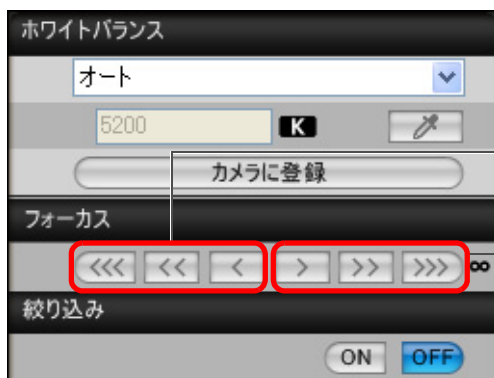 ホワイトバランス
オート
5200 K
カメラに登録
フォーカス
<<< << < > >> >>> ∞
絞り込み
ON OFF